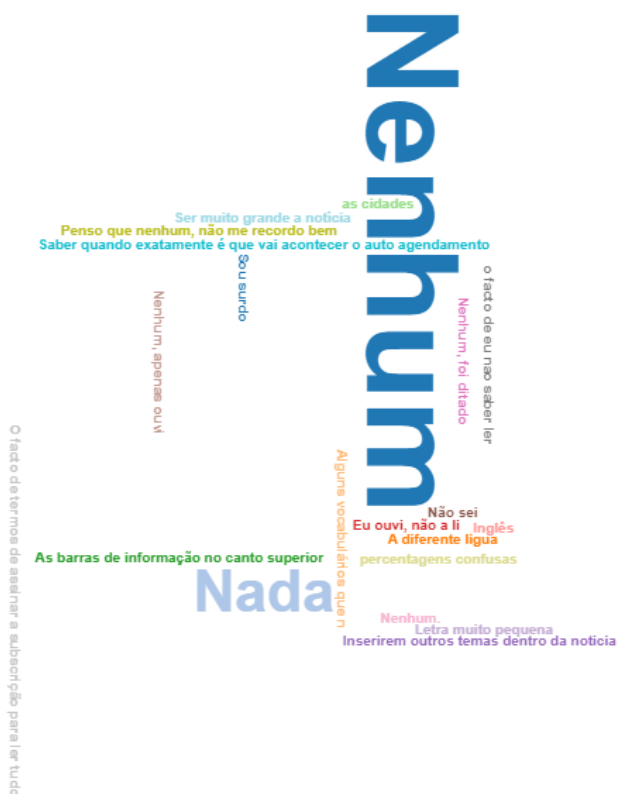 Nenhum
as cidades
Ser muito grande a notícia
Penso que nenhum, não me recordo bem
Saber quando exatamente é que vai acontecer o auto agendamento
Sou surdo
o facto de eu nao saber ler
Nenhum, apenas ouvi
Nenhum, foi ditado
O facto de termos de assinar a subscrição para ler tudo
Alguns vocabulários que n
Não sei
Eu ouvi, não a li
Inglês
A diferente ligua
As barras de informação no canto superior
percentagens confusas
Nada
Nenhum.
Letra muito pequena
Inserirem outros temas dentro da noticia